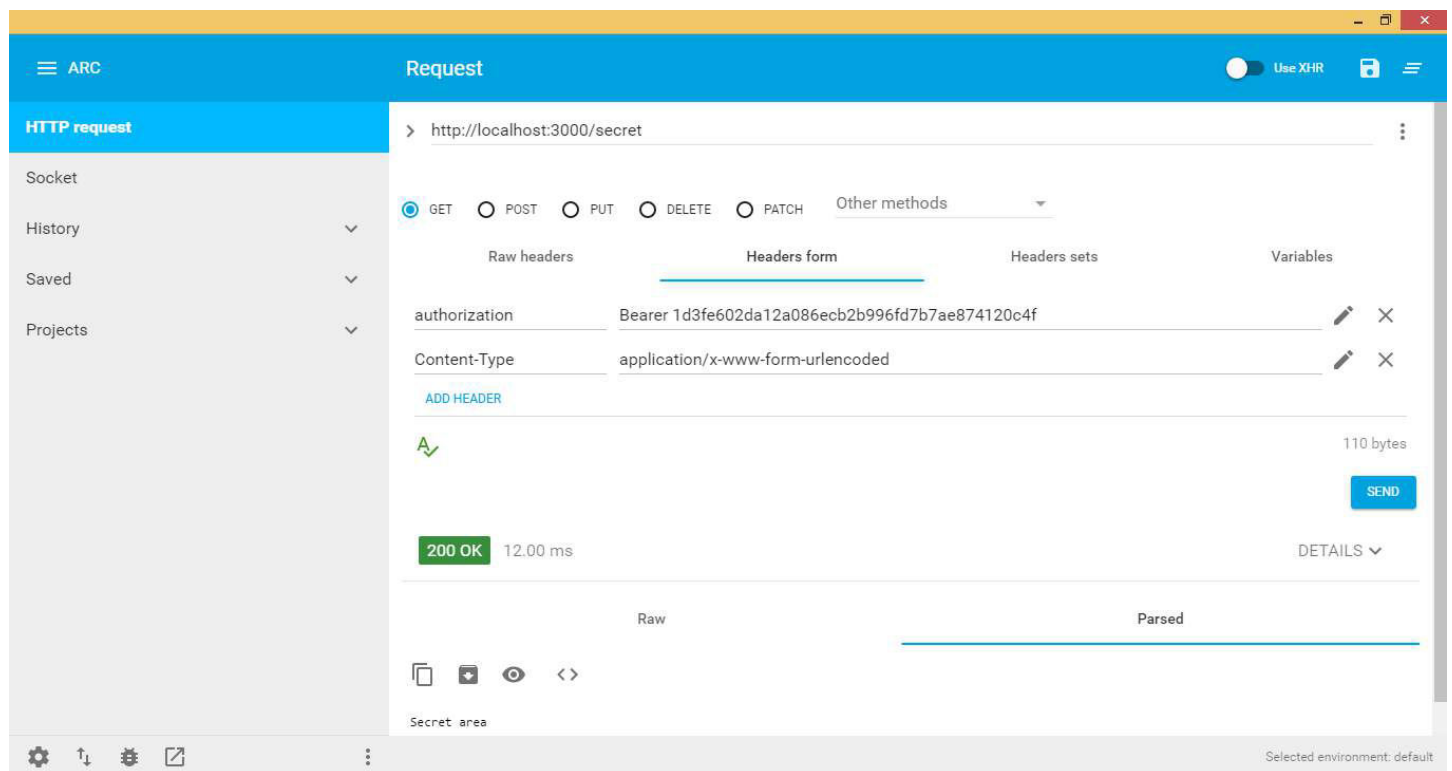 ARC
Request
Use XHR
HTTP request
http://localhost:3000/secret
Socket
History
Saved
Projects
GET POST PUT DELETE PATCH Other methods
Raw headers Headers form Headers sets Variables
authorization Bearer 1d3fe602da12a086ecb2b996fd7b7ae874120c4f
Content-Type application/x-www-form-urlencoded
ADD HEADER
110 bytes
SEND
200 OK 12.00 ms DETAILS
Raw Parsed
Secret area
Selected environment: default